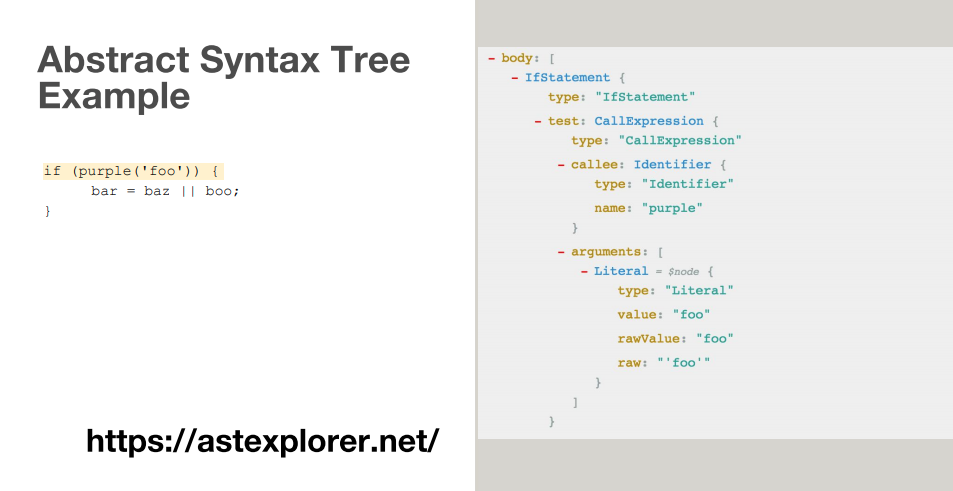 Abstract Syntax Tree
Example
if (purple('foo')) {
bar = baz || boo;
}
https://astexplorer.net/
- body: [
- IfStatement {
type: "IfStatement"
- test: CallExpression {
type: "CallExpression"
- callee: Identifier {
type: "Identifier"
name: "purple"
}
- arguments: [
- Literal = $node {
type: "Literal"
value: "foo"
rawValue: "foo"
raw: "'foo'"
}
]
}